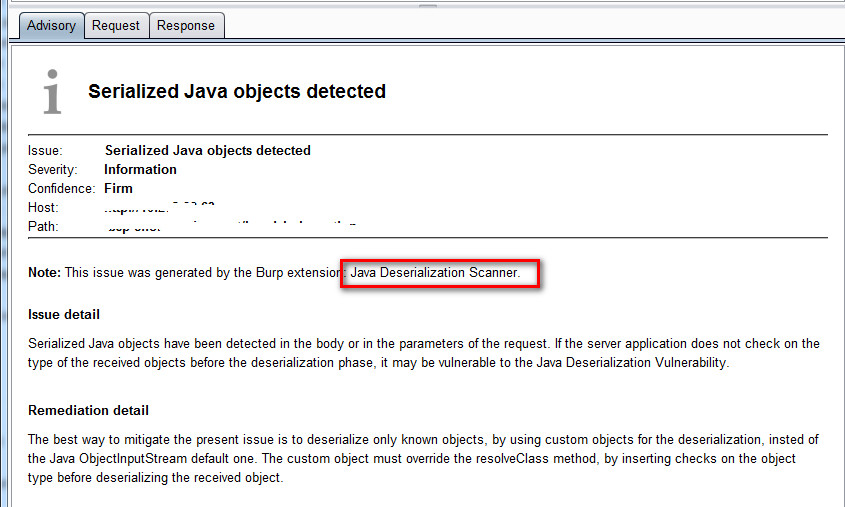 Advisory Request Response
i
Serialized Java objects detected
Issue: Serialized Java objects detected
Severity: Information
Confidence: Firm
Host:
Path:
Note: This issue was generated by the Burp extension: Java Deserialization Scanner.
Issue detail
Serialized Java objects have been detected in the body or in the parameters of the request. If the server application does not check on the
type of the received objects before the deserialization phase, it may be vulnerable to the Java Deserialization Vulnerability.
Remediation detail
The best way to mitigate the present issue is to deserialize only known objects, by using custom objects for the deserialization, insted of
the Java ObjectInputStream default one. The custom object must override the resolveClass method, by inserting checks on the object
type before deserializing the received object.